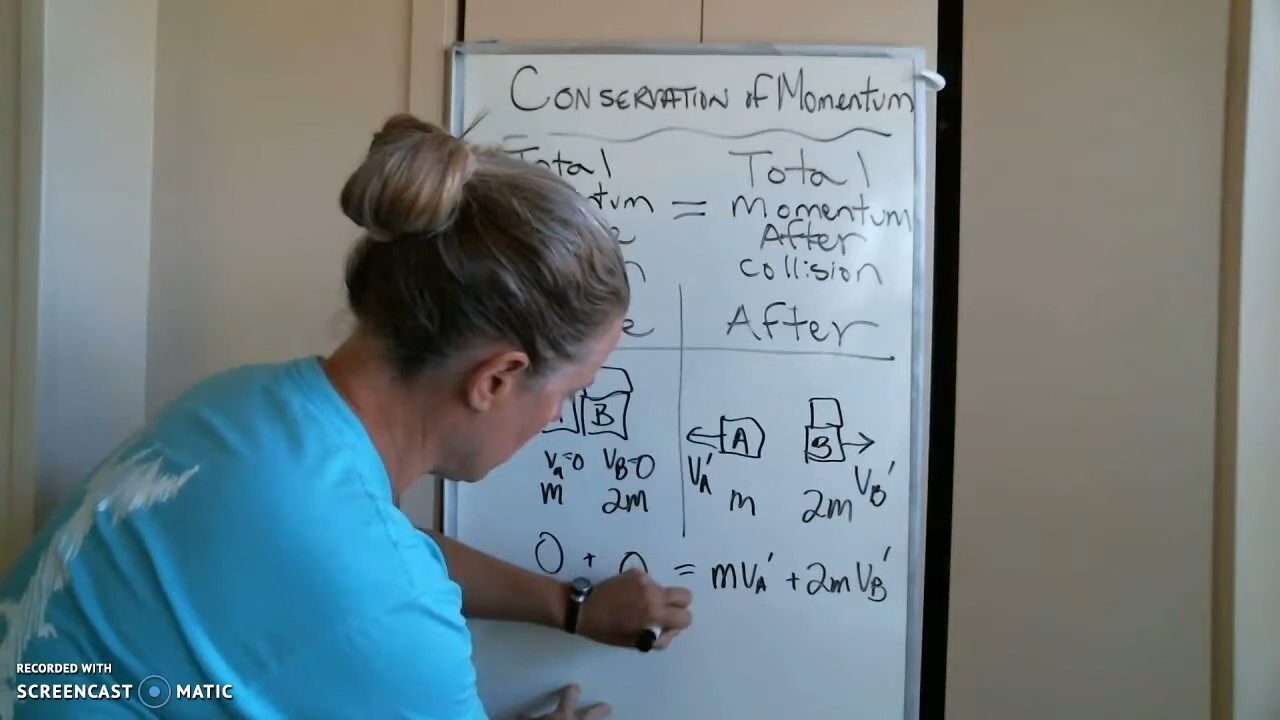 CONSERVATION of Momentum
Total Total
= Momentum
After
collision
After
B A B
Va=0 VB=0 VA' VB'
m 2m m 2m
0 + 0 = mVA' + 2mVB'
RECORDED WITH
SCREENCAST MATIC